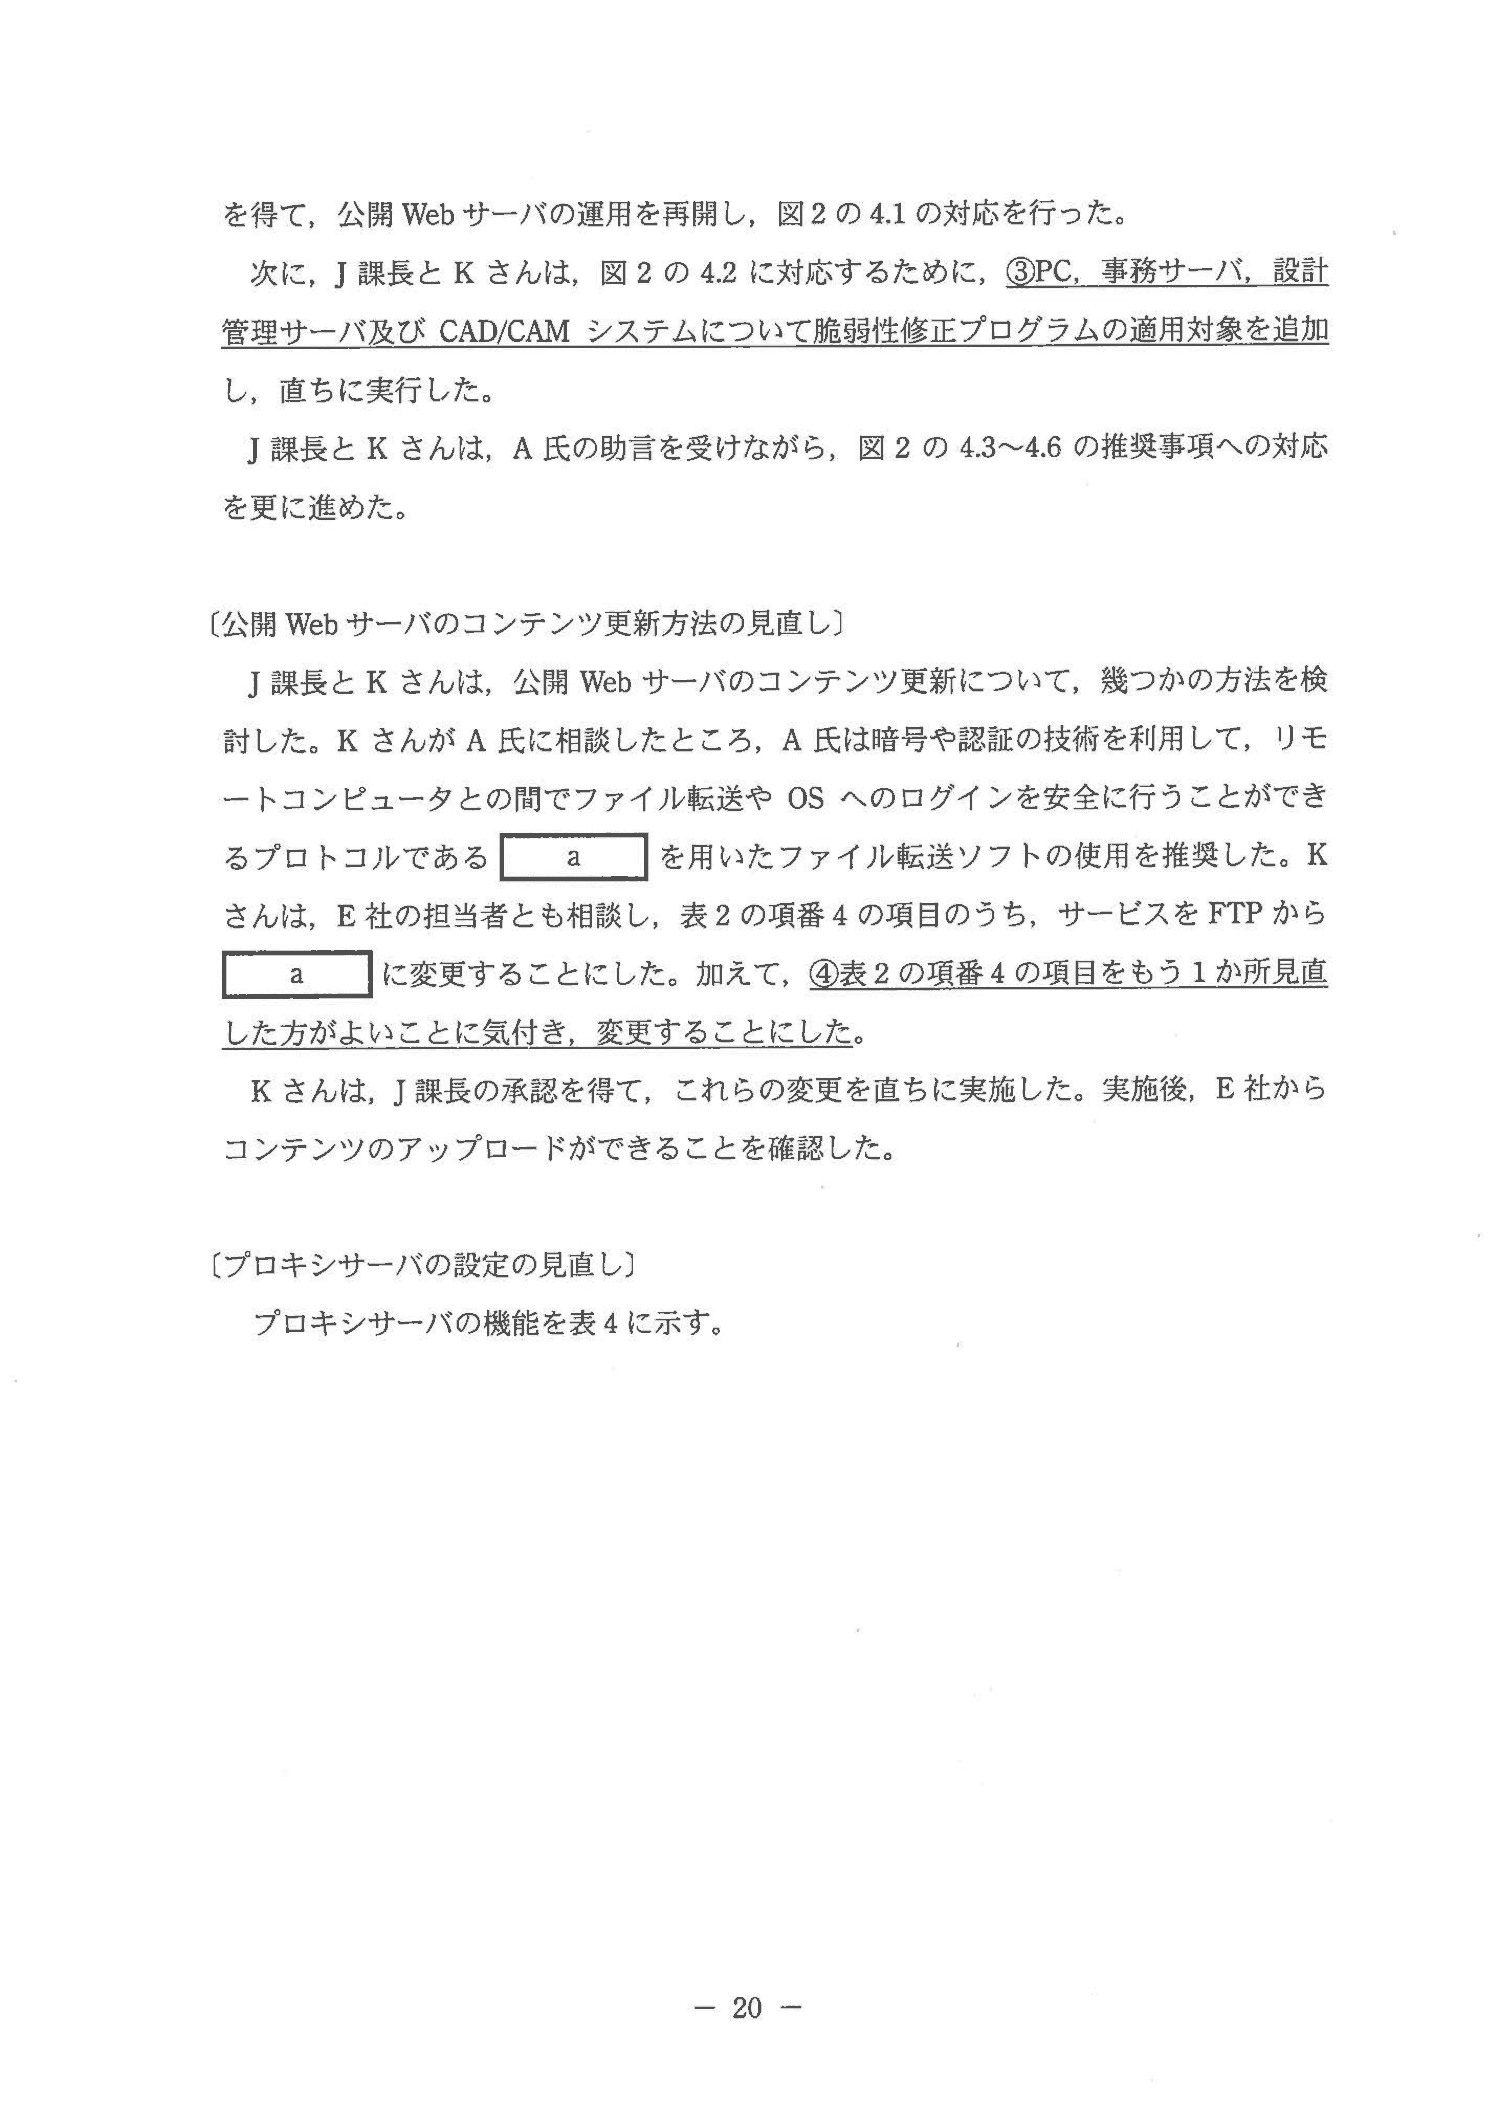 を得て，公開 Web サーバの運用を再開し，図 2 の 4.1 の対応を行った。
次に，J 課長と K さんは，図 2 の 4.2 に対応するために，③PC，事務サーバ，設計
管理サーバ及び CAD/CAM システムについて脆弱性修正プログラムの適用対象を追加
し，直ちに実行した。
J 課長と K さんは，A 氏の助言を受けながら，図 2 の 4.3～4.6 の推奨事項への対応
を更に進めた。
〔公開 Web サーバのコンテンツ更新方法の見直し〕
J 課長と K さんは，公開 Web サーバのコンテンツ更新について，幾つかの方法を検
討した。K さんが A 氏に相談したところ，A 氏は暗号や認証の技術を利用して，リモ
ートコンピュータとの間でファイル転送や OS へのログインを安全に行うことができ
るプロトコルである a を用いたファイル転送ソフトの使用を推奨した。K
さんは，E 社の担当者とも相談し，表 2 の項番 4 の項目のうち，サービスを FTP から
a に変更することにした。加えて，④表 2 の項番 4 の項目をもう 1 か所見直
した方がよいことに気付き，変更することにした。
K さんは，J 課長の承認を得て，これらの変更を直ちに実施した。実施後，E 社から
コンテンツのアップロードができることを確認した。
〔プロキシサーバの設定の見直し〕
プロキシサーバの機能を表 4 に示す。
－ 20 －